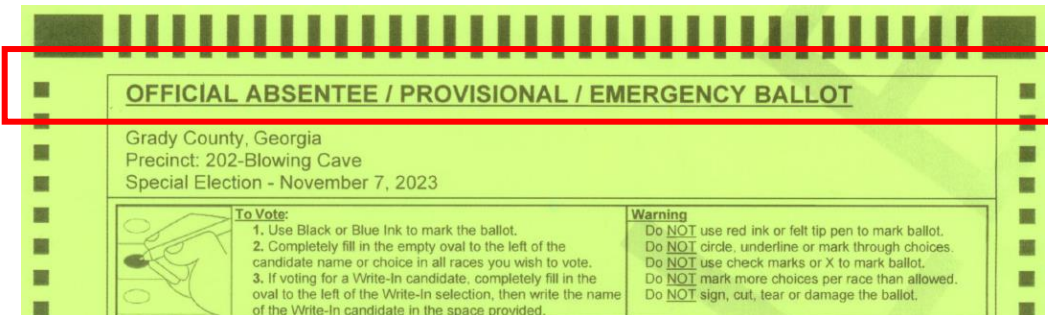 OFFICIAL ABSENTEE / PROVISIONAL / EMERGENCY BALLOT
Grady County, Georgia
Precinct: 202-Blowing Cave
Special Election - November 7, 2023
To Vote:
1. Use Black or Blue Ink to mark the ballot.
2. Completely fill in the empty oval to the left of the
candidate name or choice in all races you wish to vote.
3. If voting for a Write-In candidate, completely fill in the
oval to the left of the Write-In selection, then write the name
of the Write-In candidate in the space provided.
Warning
Do NOT use red ink or felt tip pen to mark ballot.
Do NOT circle, underline or mark through choices.
Do NOT use check marks or X to mark ballot.
Do NOT mark more choices per race than allowed.
Do NOT sign, cut, tear or damage the ballot.